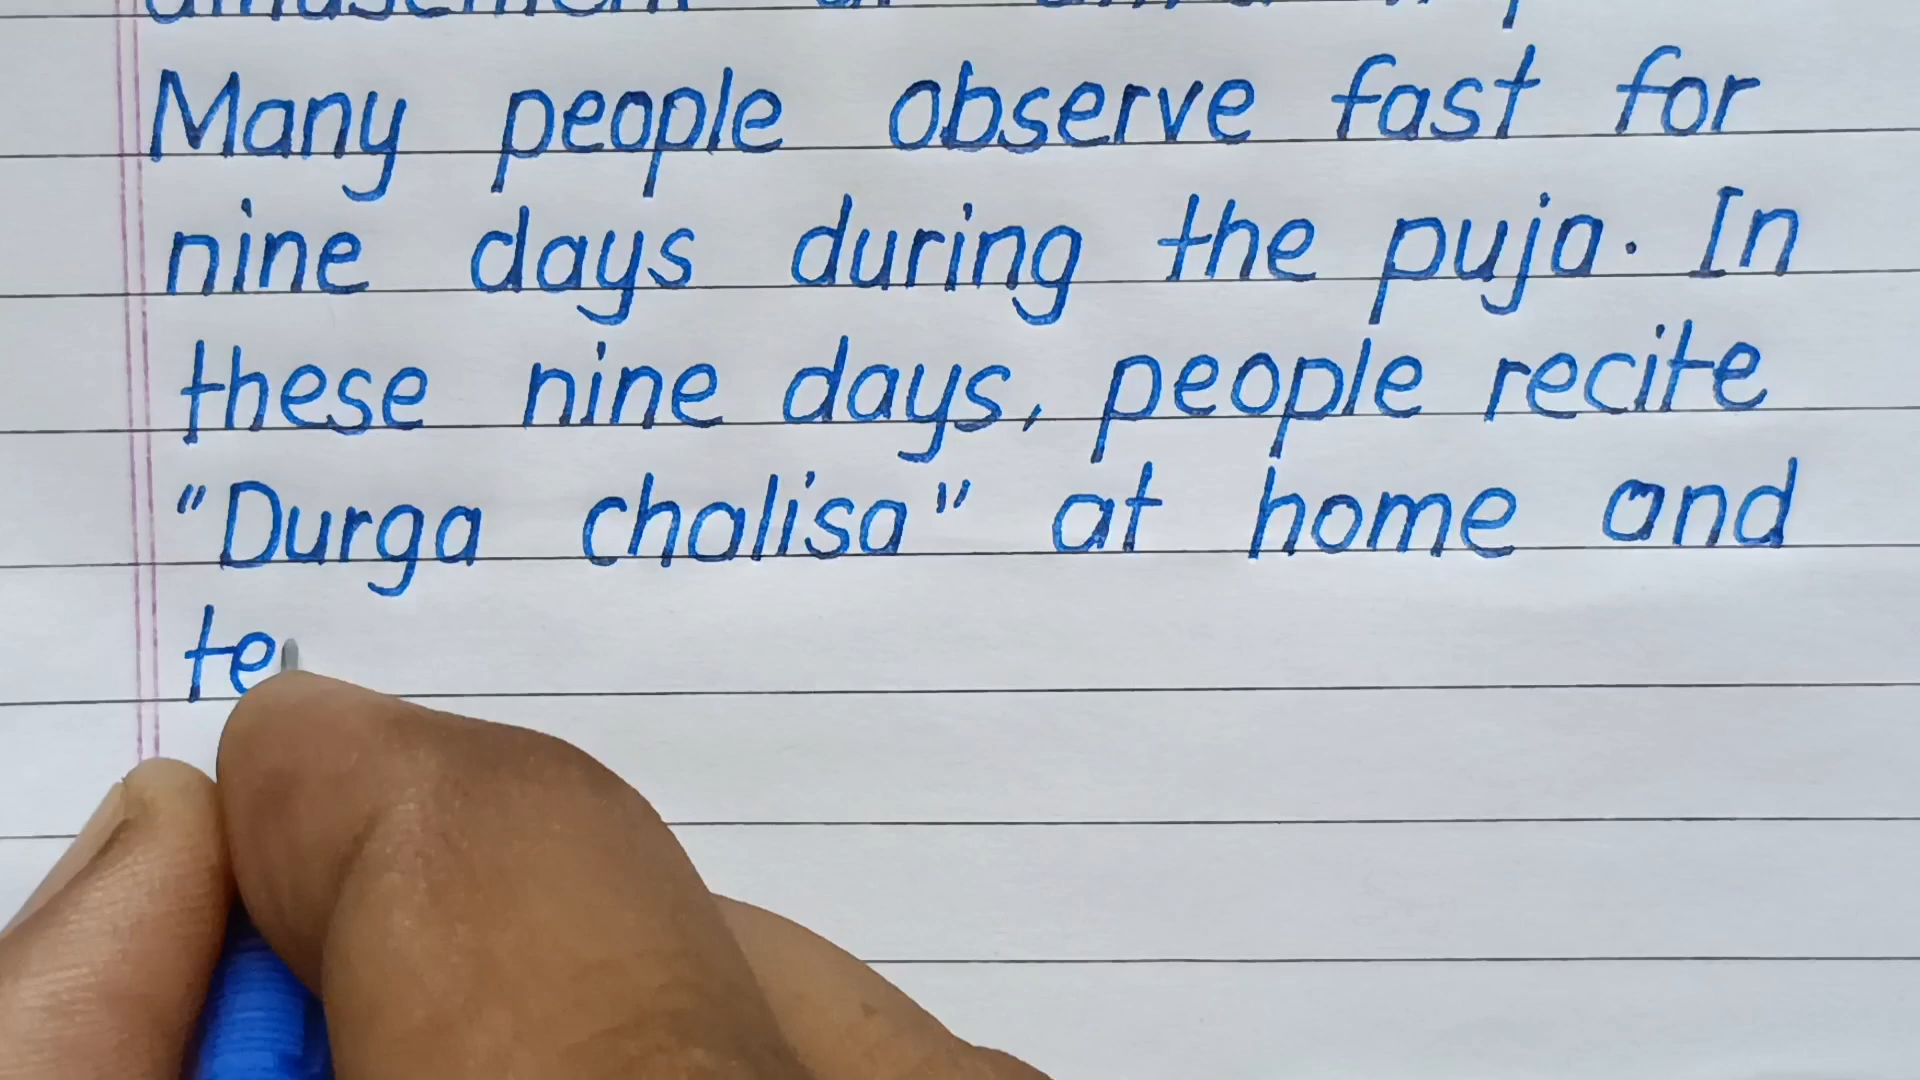 Many people observe fast for
nine days during the puja. In
these nine days, people recite
"Durga chalisa" at home and
te